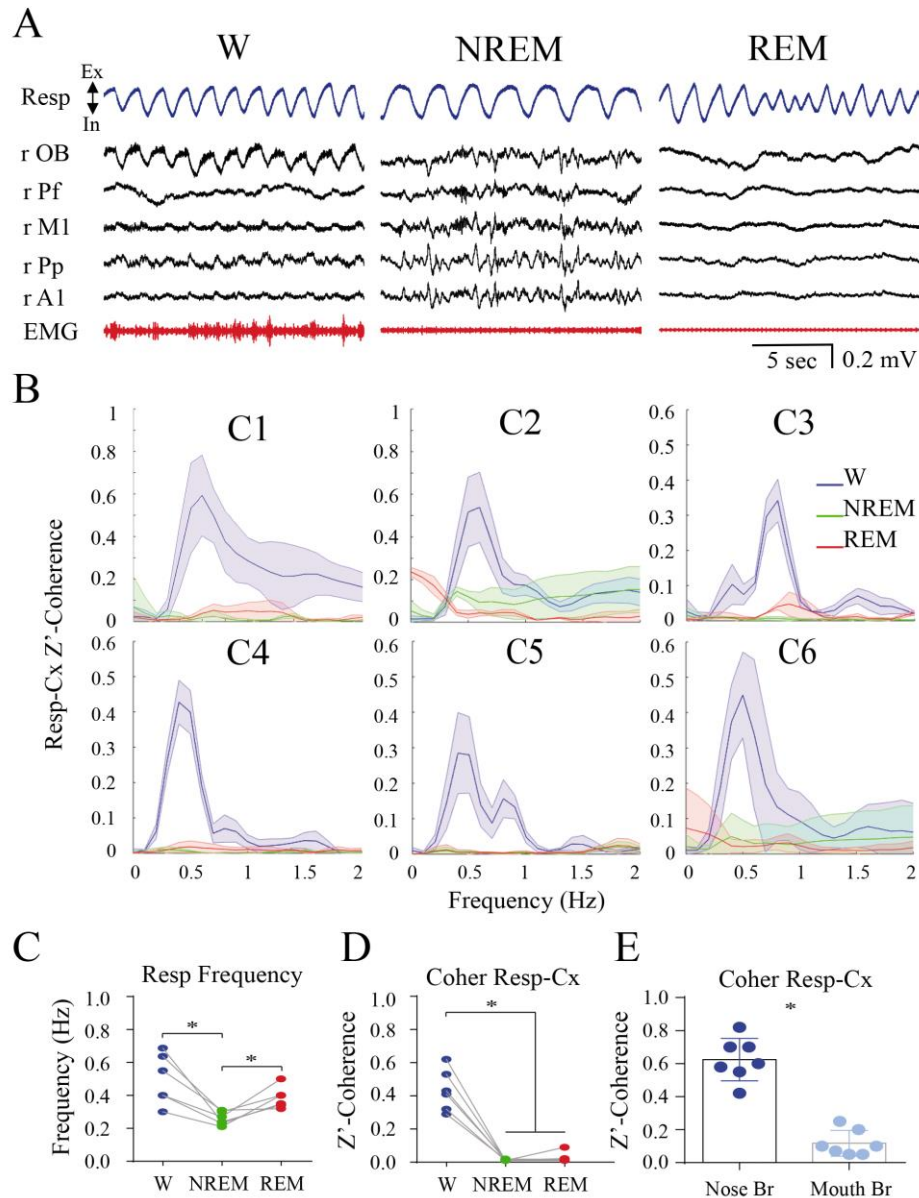 A
W NREM REM
Ex
Resp
In
r OB
r Pf
r M1
r Pp
r A1
EMG
5 sec 0.2 mV
B
1 1 0.6
C1 C2 C3
0.8 0.8 0.5
W
NREM
REM
0.6 0.6 0.4
0.3
0.4 0.4
0.2
0.2 0.2 0.1
0 0 0
Resp-Cx Z’-Coherence
0.6 0.6 0.6
C4 C5 C6
0.5 0.5 0.5
0.4 0.4 0.4
0.3 0.3 0.3
0.2 0.2 0.2
0.1 0.1 0.1
0 0 0
0 0.5 1 1.5 2 0 0.5 1 1.5 2 0 0.5 1 1.5 2
Frequency (Hz)
C
Resp Frequency
Frequency (Hz)
1.0
0.8
0.6
0.4
0.2
0.0
* *
W NREM REM
D
Coher Resp-Cx
Z’-Coherence
1.0
0.8
0.6
0.4
0.2
0.0
*
W NREM REM
E
Coher Resp-Cx
Z’-Coherence
1.0
0.8
0.6
0.4
0.2
0.0
*
Nose Br Mouth Br